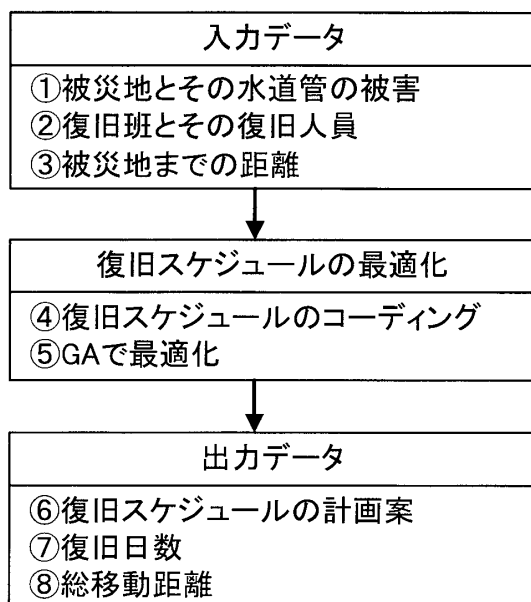 入力データ
①被災地とその水道管の被害
②復旧班とその復旧人員
③被災地までの距離
復旧スケジュールの最適化
④復旧スケジュールのコーディング
⑤GAで最適化
出力データ
⑥復旧スケジュールの計画案
⑦復旧日数
⑧総移動距離